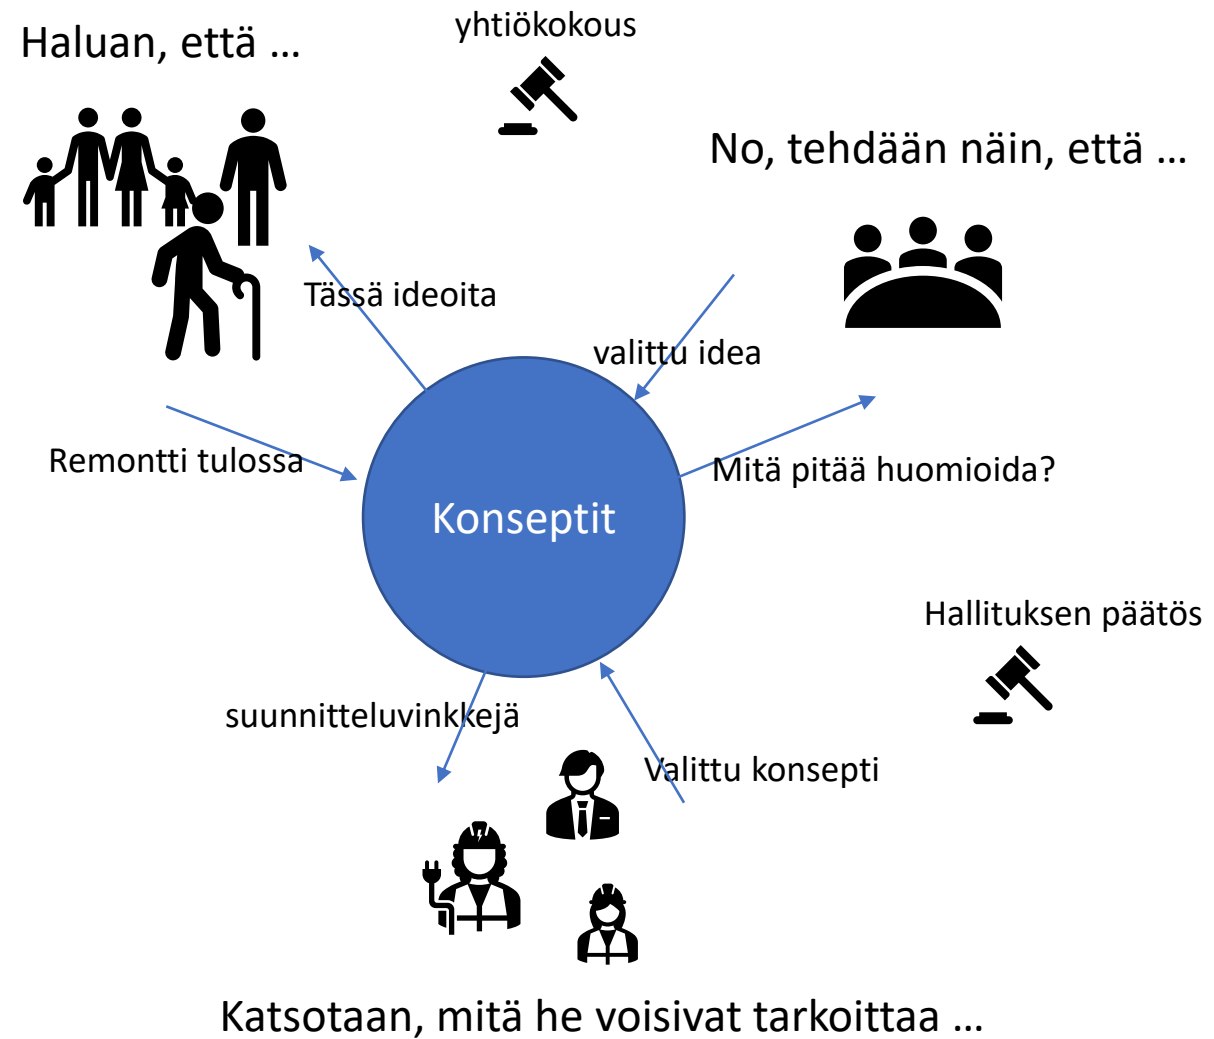 yhtiökokous
Haluan, että …
No, tehdään näin, että …
Tässä ideoita
valittu idea
Remontti tulossa
Mitä pitää huomioida?
Konseptit
Hallituksen päätös
suunnitteluvinkkejä
Valittu konsepti
Katsotaan, mitä he voisivat tarkoittaa …